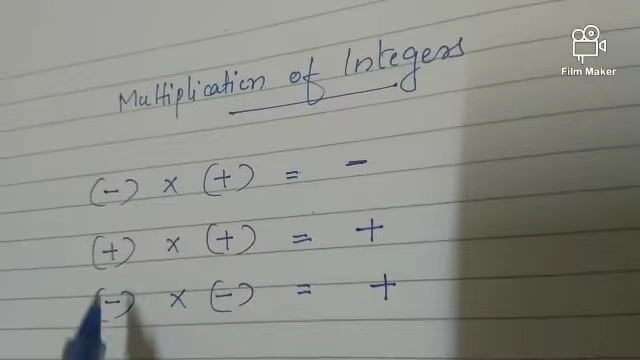 Multiplication of Integers
Film Maker
(-) × (+) = -
(+) × (+) = +
(-) × (-) = +